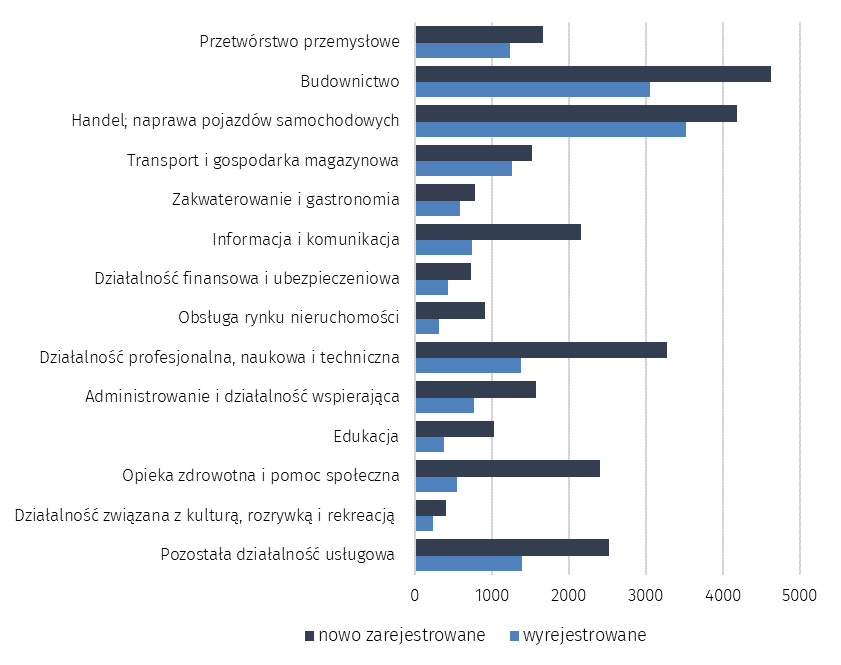 Przetwórstwo przemysłowe
Budownictwo
Handel; naprawa pojazdów samochodowych
Transport i gospodarka magazynowa
Zakwaterowanie i gastronomia
Informacja i komunikacja
Działalność finansowa i ubezpieczeniowa
Obsługa rynku nieruchomości
Działalność profesjonalna, naukowa i techniczna
Administrowanie i działalność wspierająca
Edukacja
Opieka zdrowotna i pomoc społeczna
Działalność związana z kulturą, rozrywką i rekreacją
Pozostała działalność usługowa
0 1000 2000 3000 4000 5000
nowo zarejestrowane wyrejestrowane